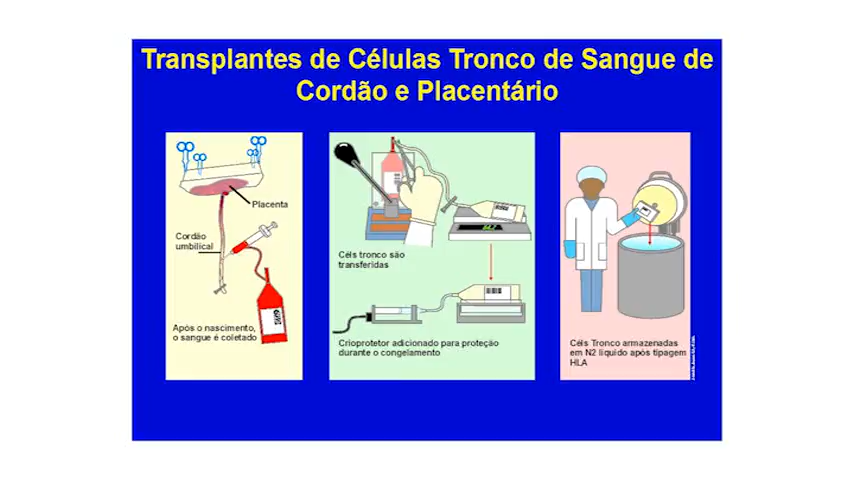 Transplantes de Células Tronco de Sangue de
Cordão e Placentário
Placenta
Cordão
umbilical
Após o nascimento,
o sangue é coletado
Céls tronco são
transferidas
Crioprotetor adicionado para proteção
durante o congelamento
Céls Tronco armazenadas
em N2 líquido após tipagem
HLA